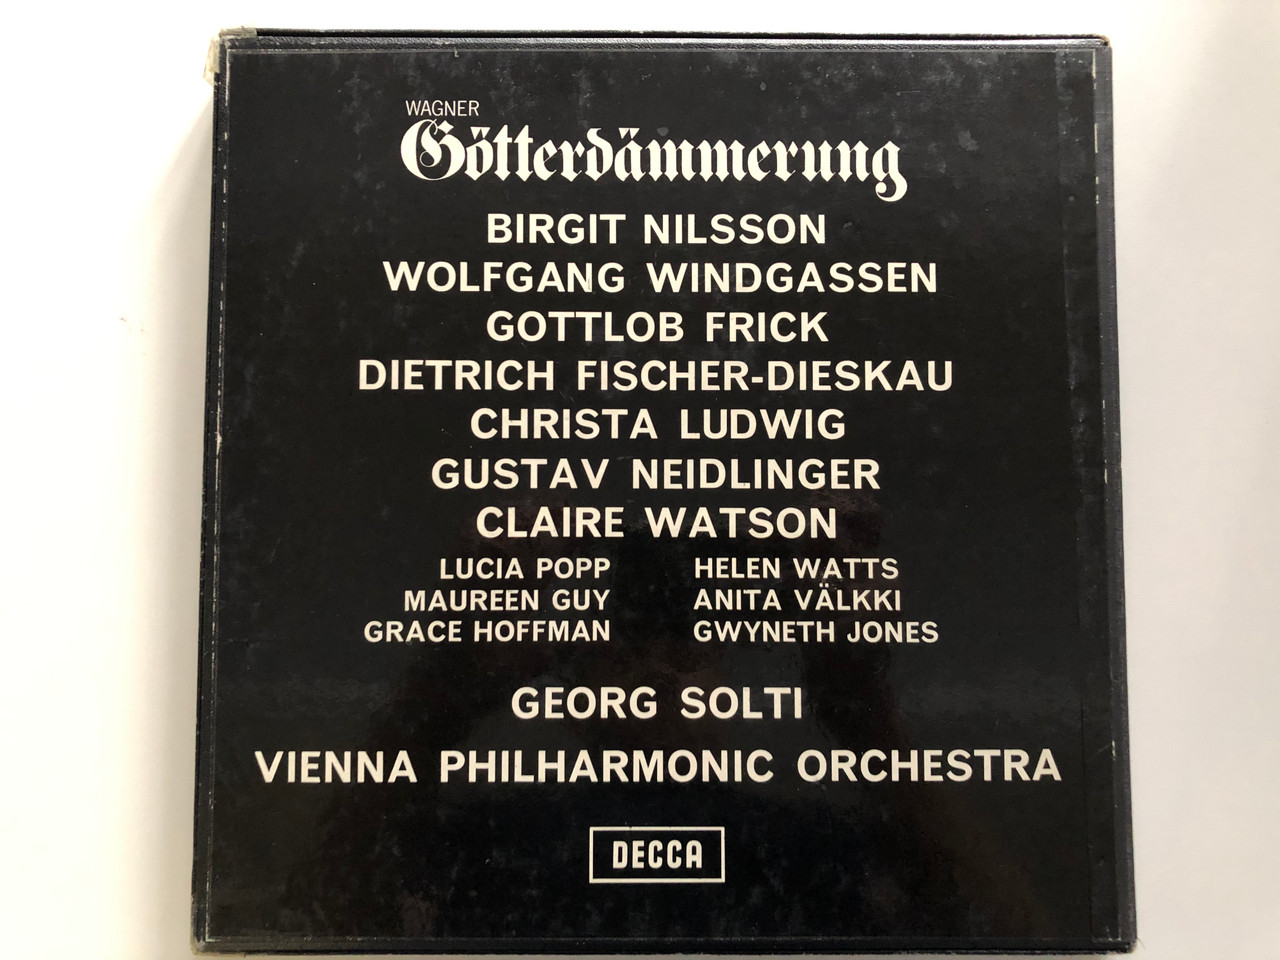 WAGNER
Götterdämmerung
BIRGIT NILSSON
WOLFGANG WINDGASSEN
GOTTLOB FRICK
DIETRICH FISCHER-DIESKAU
CHRISTA LUDWIG
GUSTAV NEIDLINGER
CLAIRE WATSON
LUCIA POPP HELEN WATTS
MAUREEN GUY ANITA VÄLKKI
GRACE HOFFMAN GWYNETH JONES
GEORG SOLTI
VIENNA PHILHARMONIC ORCHESTRA
DECCA